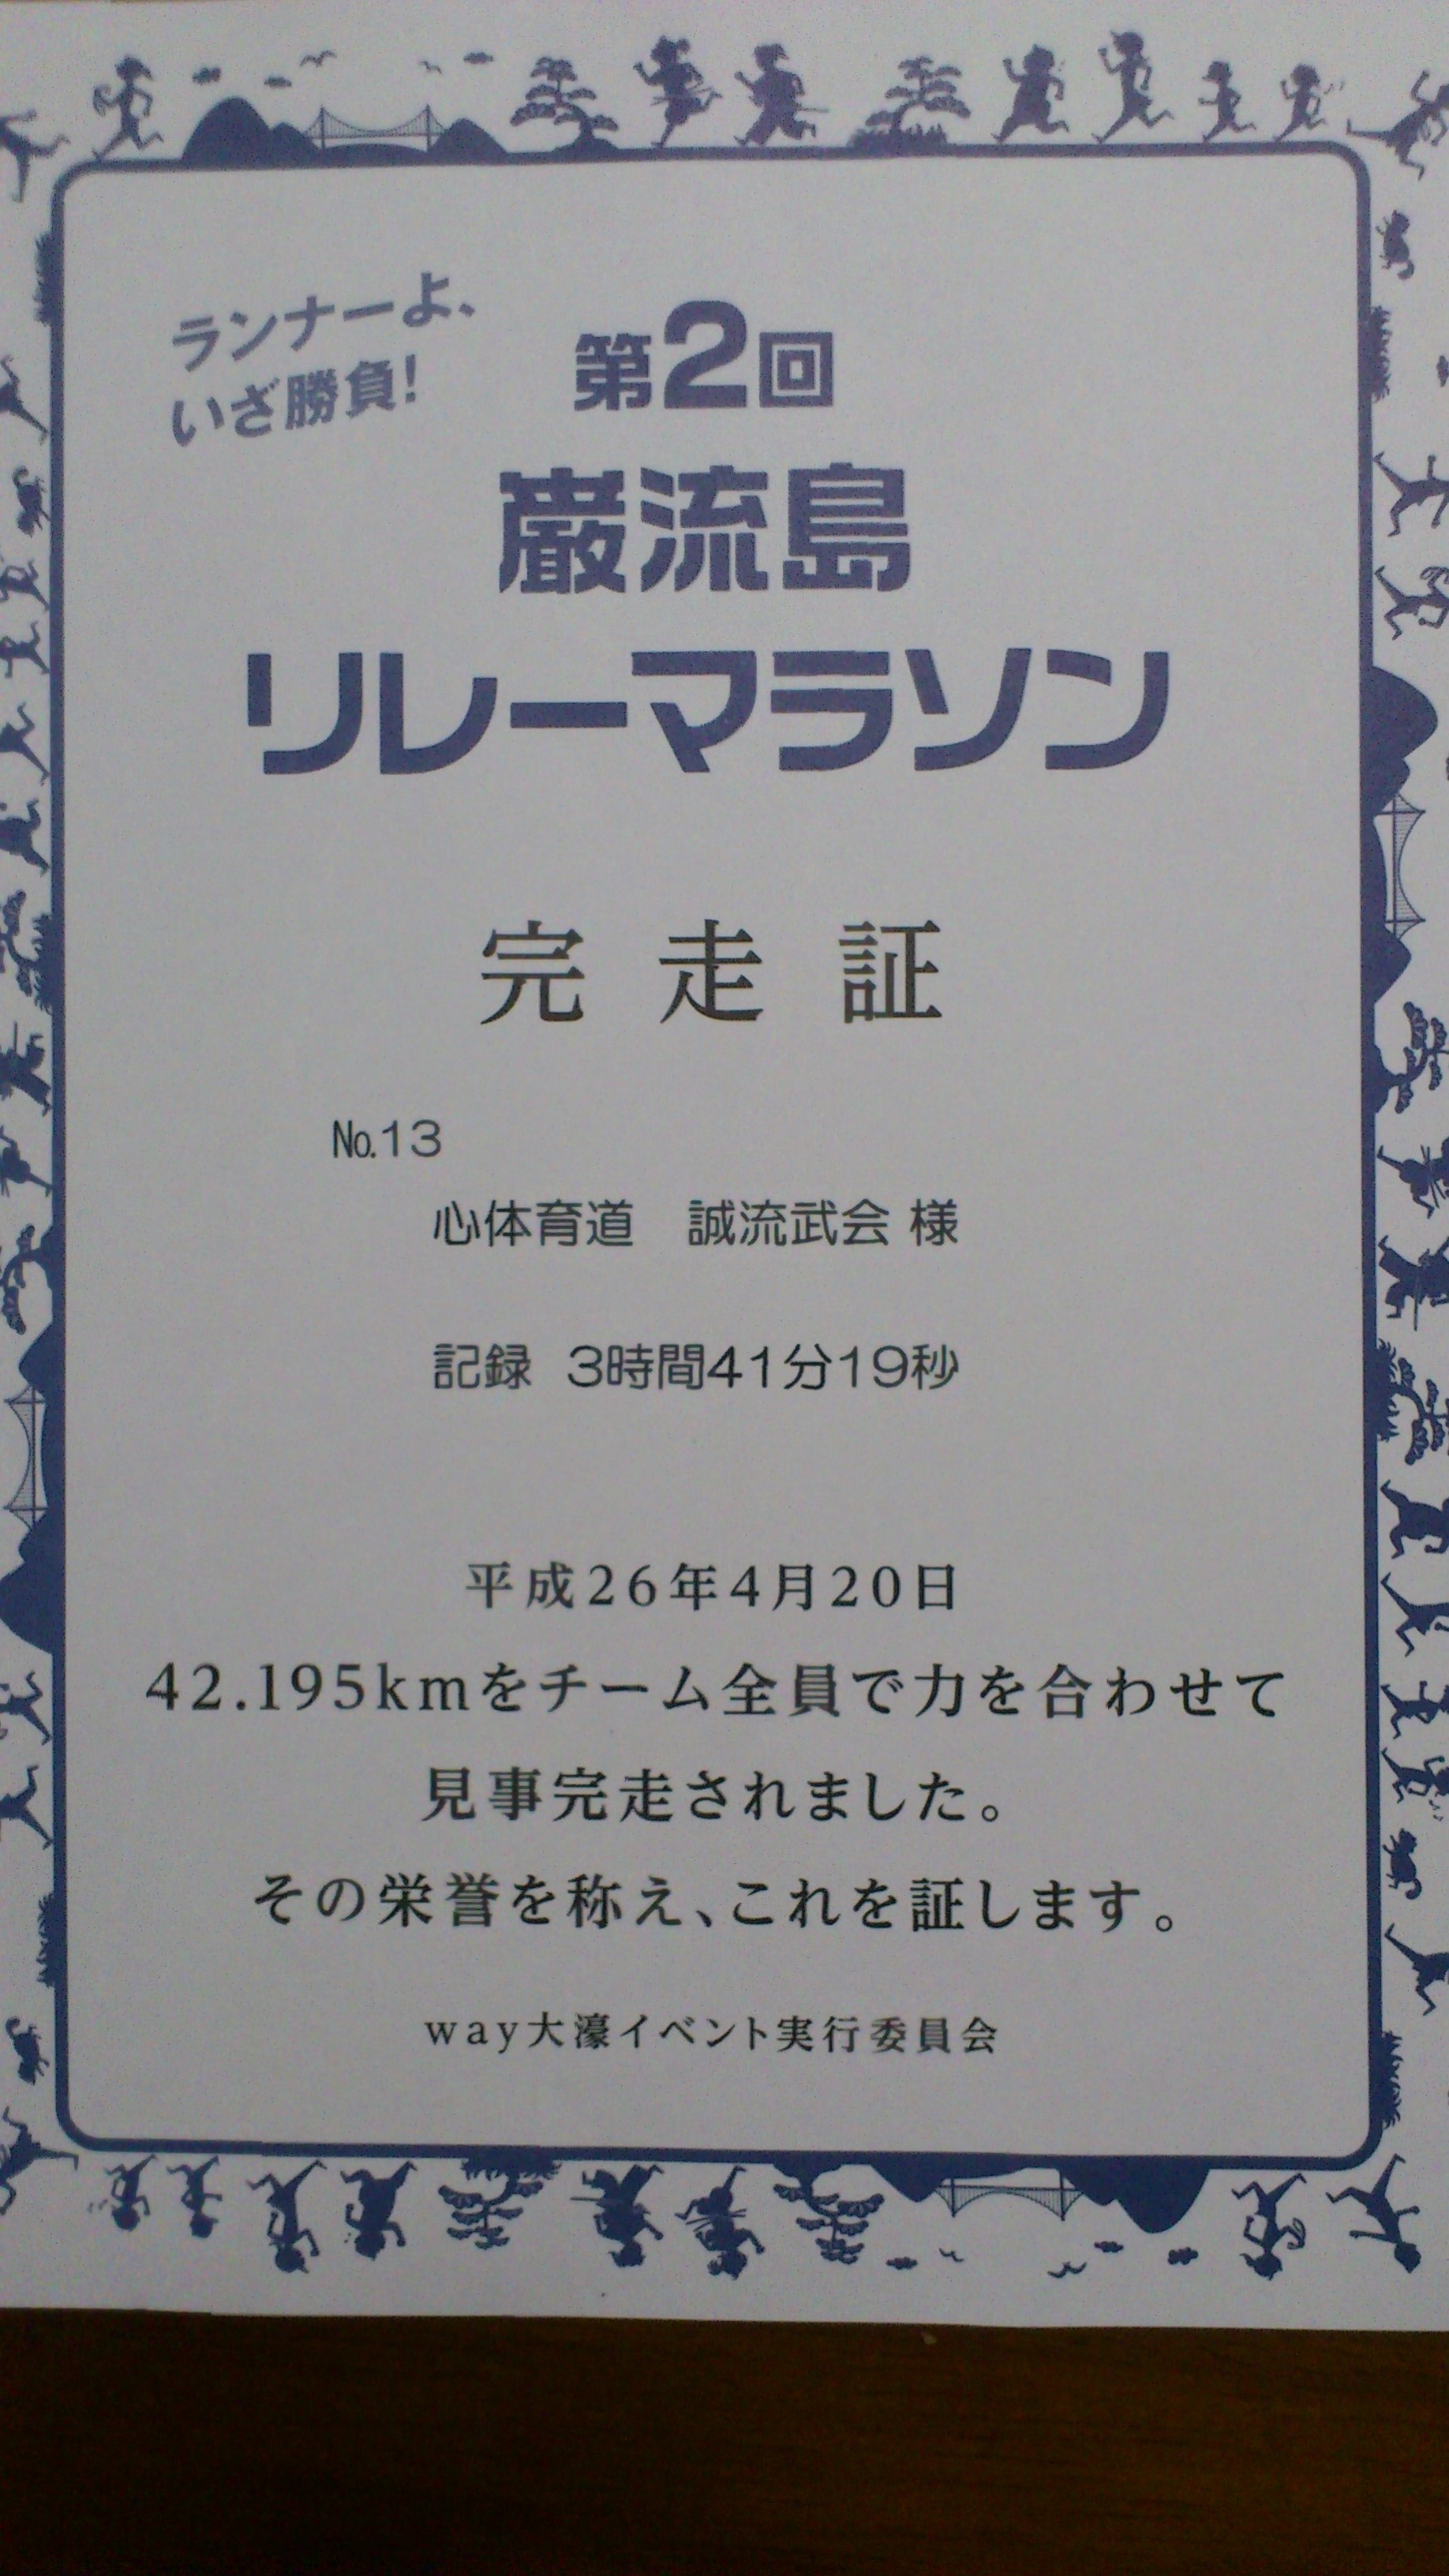 ランナーよ、
いざ勝負!
第2回
巌流島
リレーマラソン
完走証
No.13
心体育道 誠流武会 様
記録 3時間41分19秒
平成26年4月20日
42.195kmをチーム全員で力を合わせて
見事完走されました。
その栄誉を称え、これを証します。
way大濠イベント実行委員会